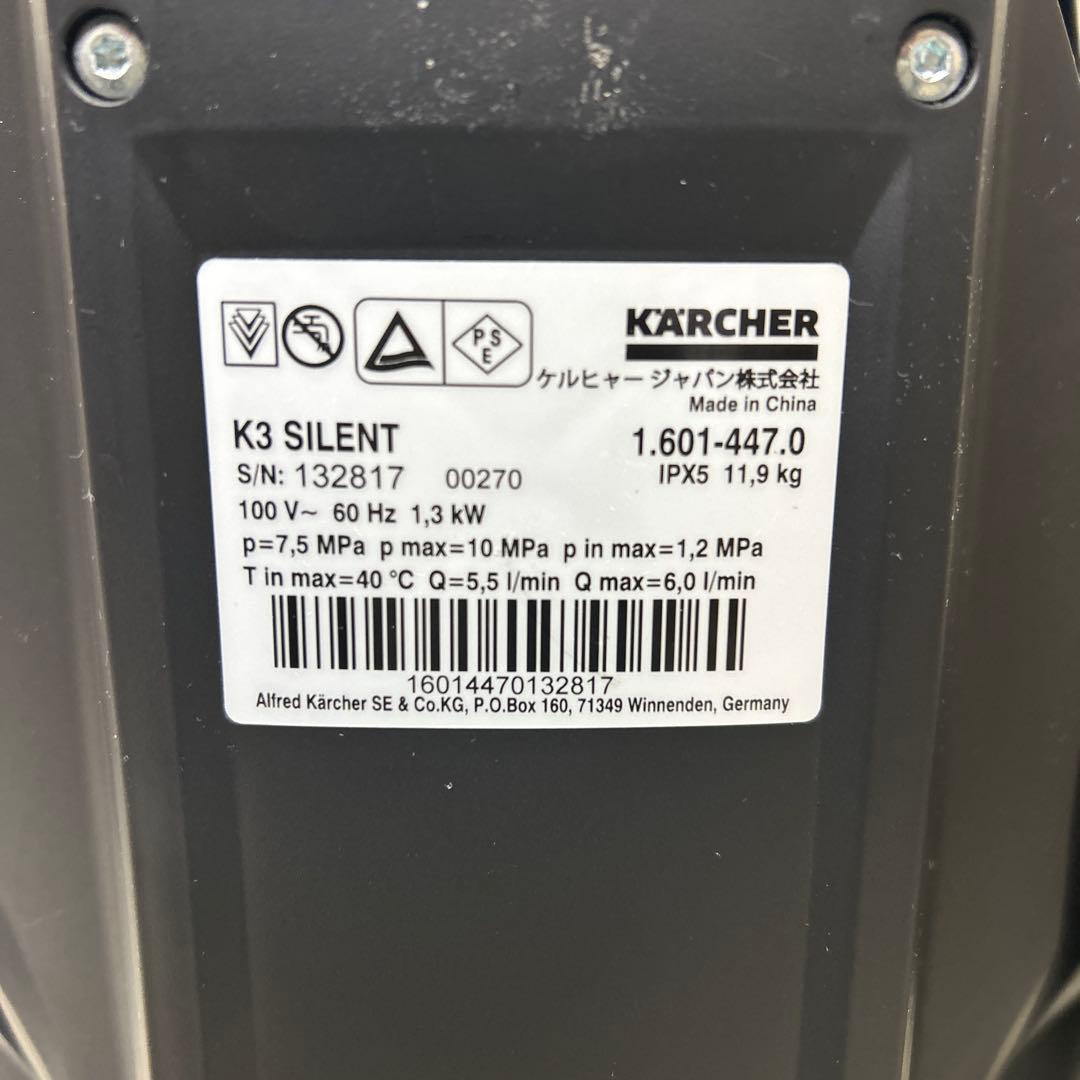 PSE
KÄRCHER
ケルヒャー ジャパン株式会社
Made in China
K3 SILENT 1.601-447.0
S/N: 132817 00270 IPX5 11,9 kg
100 V~ 60 Hz 1,3 kW
p=7,5 MPa p max=10 MPa p in max=1,2 MPa
T in max=40 °C Q=5,5 l/min Q max=6,0 l/min
16014470132817
Alfred Kärcher SE & Co.KG, P.O.Box 160, 71349 Winnenden, Germany